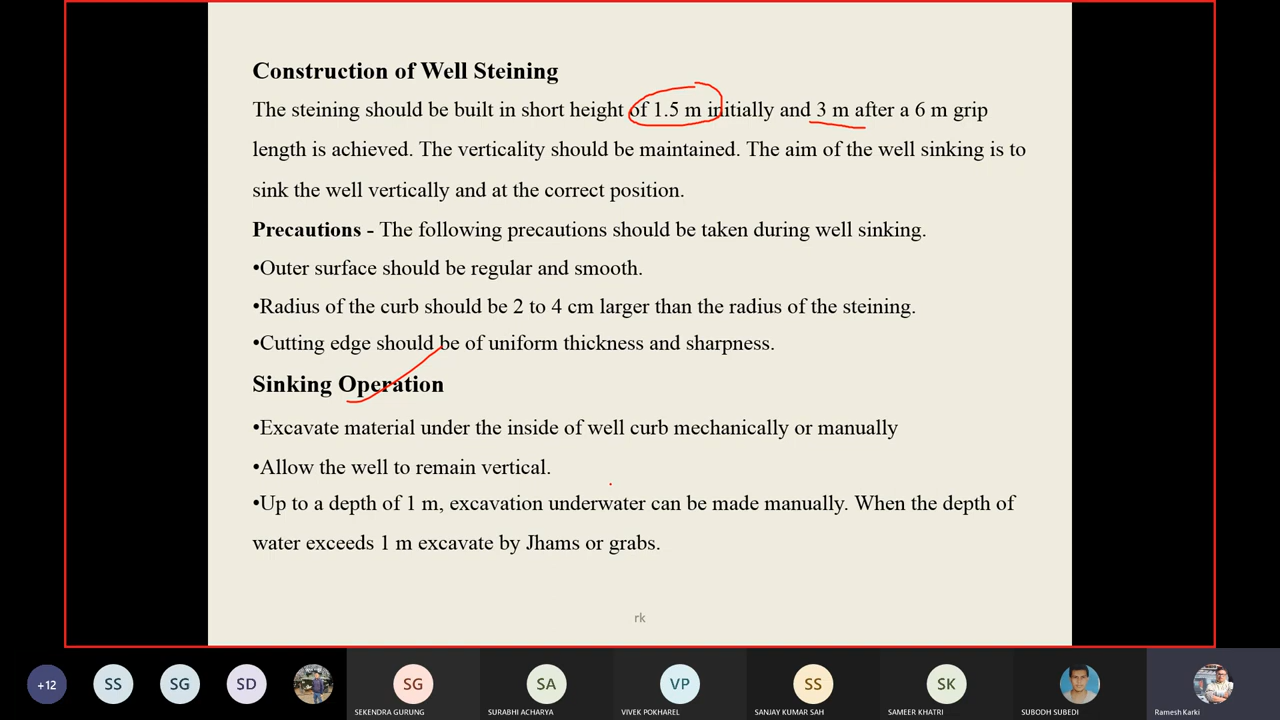 Construction of Well Steining
The steining should be built in short height of 1.5 m initially and 3 m after a 6 m grip
length is achieved. The verticality should be maintained. The aim of the well sinking is to
sink the well vertically and at the correct position.
Precautions - The following precautions should be taken during well sinking.
•Outer surface should be regular and smooth.
•Radius of the curb should be 2 to 4 cm larger than the radius of the steining.
•Cutting edge should be of uniform thickness and sharpness.
Sinking Operation
•Excavate material under the inside of well curb mechanically or manually
•Allow the well to remain vertical.
•Up to a depth of 1 m, excavation underwater can be made manually. When the depth of
water exceeds 1 m excavate by Jhams or grabs.
rk
+12 SS SG SD SG SA VP SS SK
SEKENDRA GURUNG SURABHI ACHARYA VIVEK POKHAREL SANJAY KUMAR SAH SAMEER KHATRI SUBODH SUBEDI Ramesh Karki